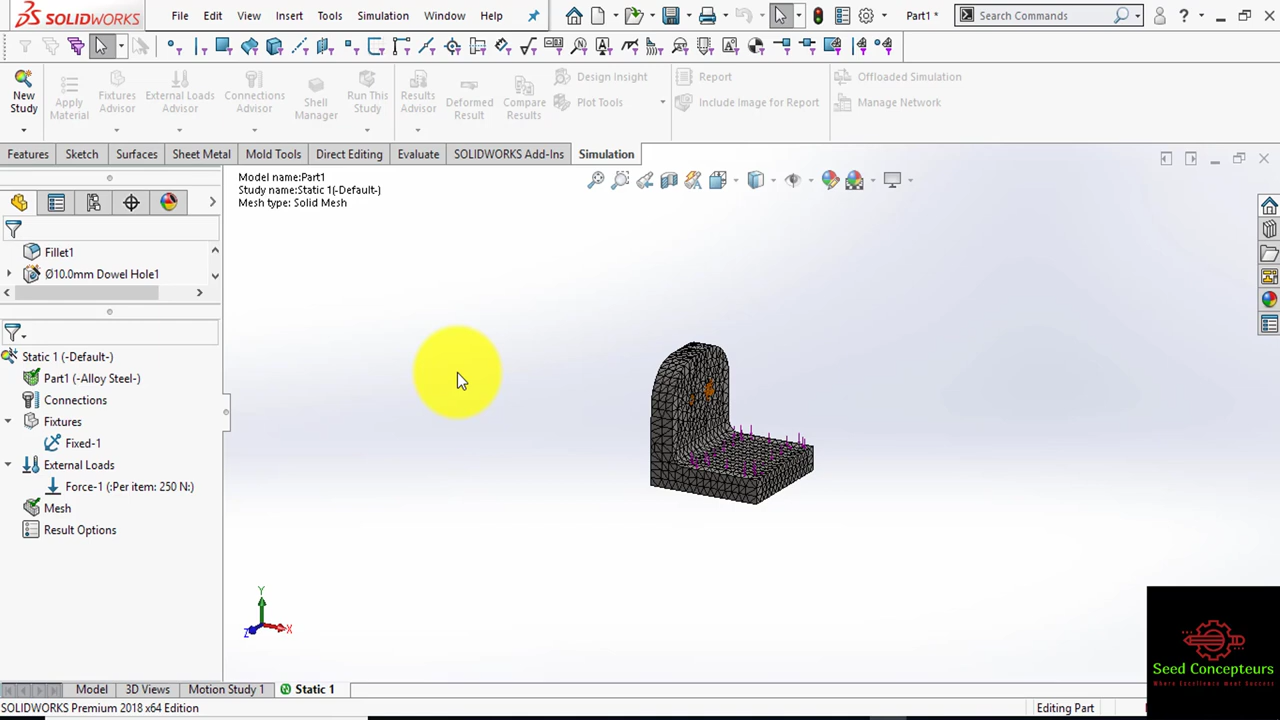 SOLIDWORKS
File Edit View Insert Tools Simulation Window Help
Part1 *
Search Commands
New Study
Apply Material
Fixtures Advisor
External Loads Advisor
Connections Advisor
Shell Manager
Run This Study
Results Advisor
Deformed Result
Compare Results
Design Insight
Plot Tools
Report
Include Image for Report
Offloaded Simulation
Manage Network
Features Sketch Surfaces Sheet Metal Mold Tools Direct Editing Evaluate SOLIDWORKS Add-Ins Simulation
Model name:Part1
Study name:Static 1(-Default-)
Mesh type: Solid Mesh
Fillet1
Ø10.0mm Dowel Hole1
Static 1 (-Default-)
Part1 (-Alloy Steel-)
Connections
Fixtures
Fixed-1
External Loads
Force-1 (:Per item: 250 N:)
Mesh
Result Options
Y
Z
X
Seed Concepteurs
Where Excellence meet Success
Model 3D Views Motion Study 1 Static 1
SOLIDWORKS Premium 2018 x64 Edition
Editing Part